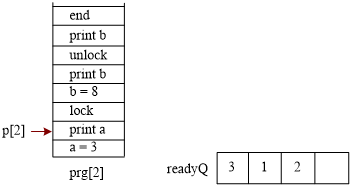 end
print b
unlock
print b
b = 8
lock
p[2] print a
a = 3
prg[2]
readyQ 3 1 2